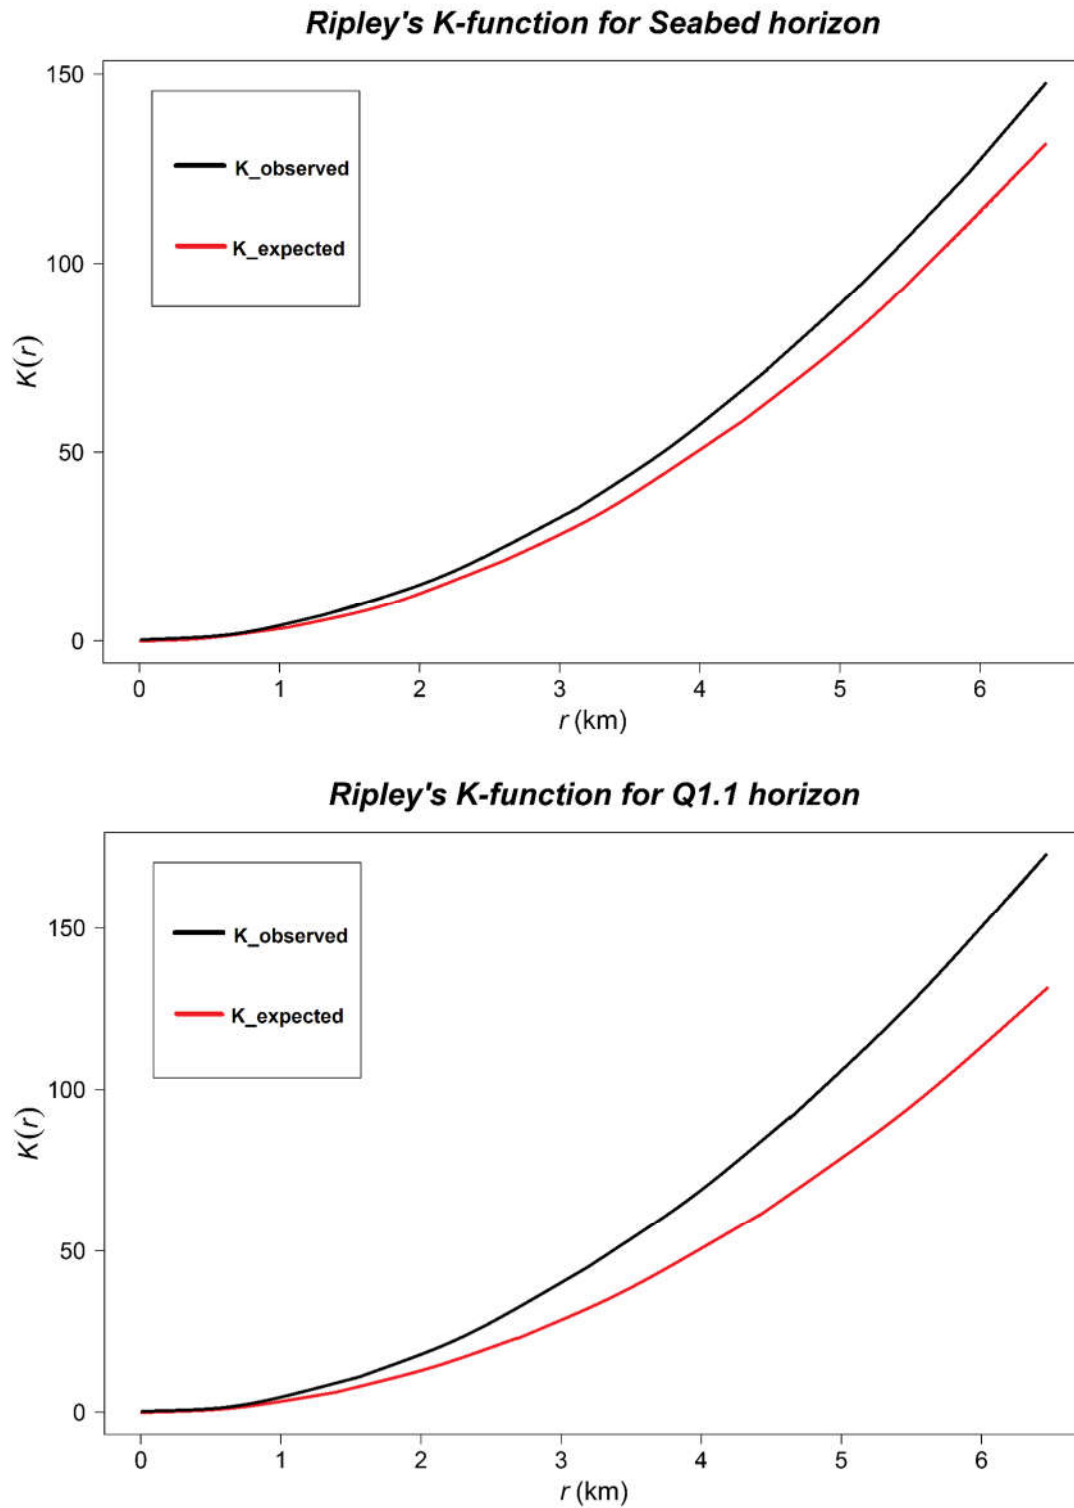 Ripley's K-function for Seabed horizon
150
100
50
0
K(r)
K_observed
K_expected
0 1 2 3 4 5 6
r (km)
Ripley's K-function for Q1.1 horizon
150
100
50
0
K(r)
K_observed
K_expected
0 1 2 3 4 5 6
r (km)